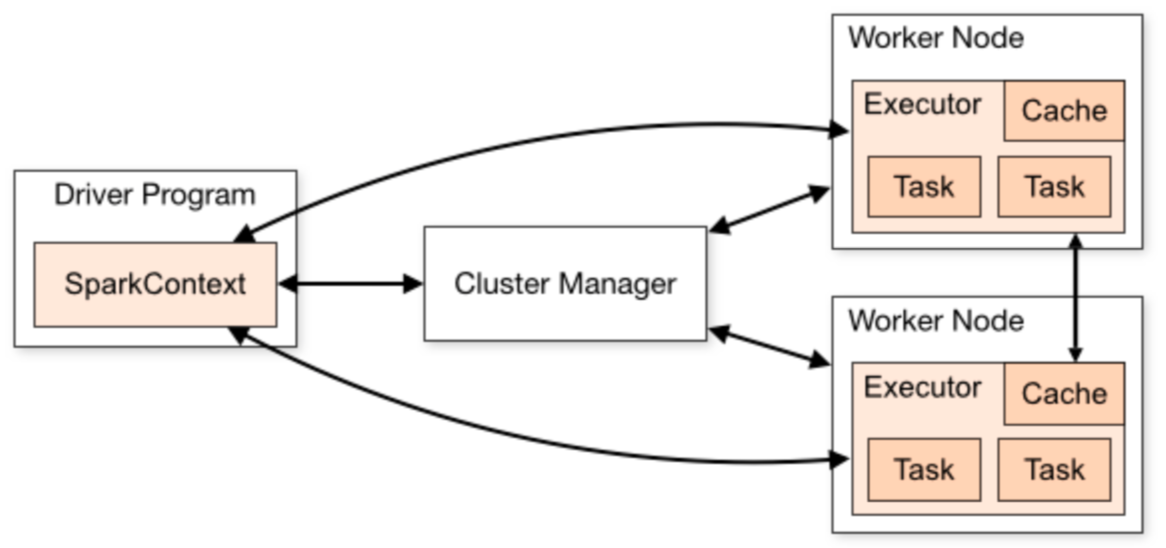 Driver Program
SparkContext
Cluster Manager
Worker Node
Executor
Cache
Task
Task
Worker Node
Executor
Cache
Task
Task